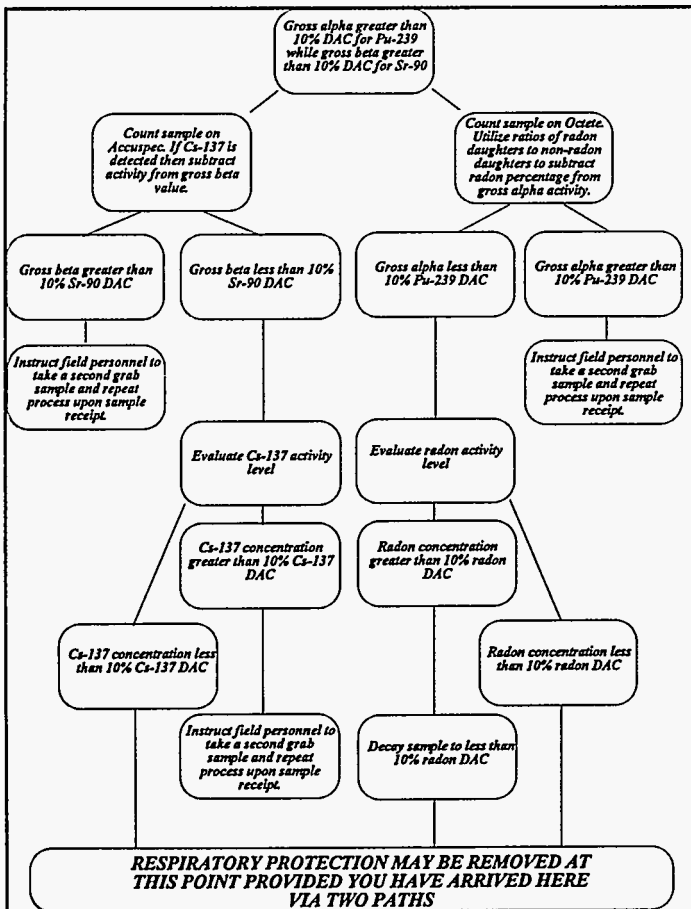 Gross alpha greater than
10% DAC for Pu-239
while gross beta greater
than 10% DAC for Sr-90
Count sample on
Accuspec. If Cs-137 is
detected then subtract
activity from gross beta
value.
Count sample on Octete.
Utilize ratios of radon
daughters to non-radon
daughters to subtract
radon percentage from
gross alpha activity.
Gross beta greater than
10% Sr-90 DAC
Gross beta less than 10%
Sr-90 DAC
Gross alpha less than
10% Pu-239 DAC
Gross alpha greater than
10% Pu-239 DAC
Instruct field personnel to
take a second grab
sample and repeat
process upon sample
receipt.
Instruct field personnel to
take a second grab
sample and repeat
process upon sample
receipt.
Evaluate Cs-137 activity
level
Evaluate radon activity
level
Cs-137 concentration
greater than 10% Cs-137
DAC
Radon concentration
greater than 10% radon
DAC
Cs-137 concentration less
than 10% Cs-137 DAC
Radon concentration less
than 10% radon DAC
Instruct field personnel to
take a second grab
sample and repeat
process upon sample
receipt.
Decay sample to less than
10% radon DAC
RESPIRATORY PROTECTION MAY BE REMOVED AT
THIS POINT PROVIDED YOU HAVE ARRIVED HERE
VIA TWO PATHS